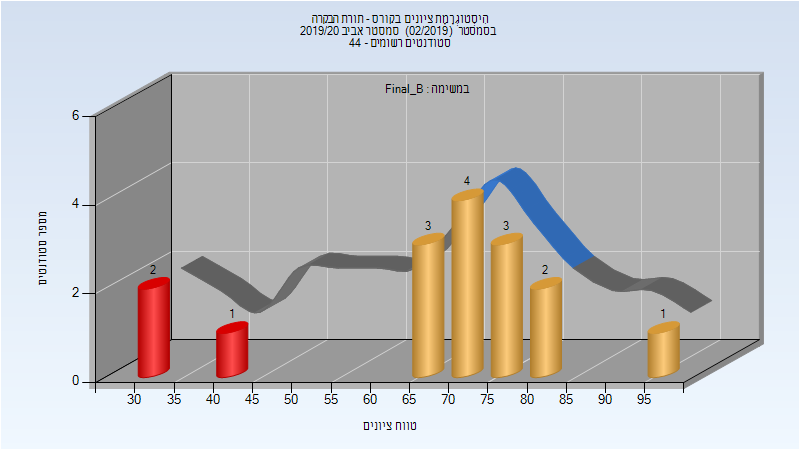 היסטוגרמת ציונים בקורס - תורת הבקרה
בסמסטר (02/2019) סמסטר אביב 2019/20
סטודנטים רשומים - 44
במשימה : Final_B
מספר סטודנטים
6
4
2
0
2
1
3
4
3
2
1
30 35 40 45 50 55 60 65 70 75 80 85 90 95
טווח ציונים